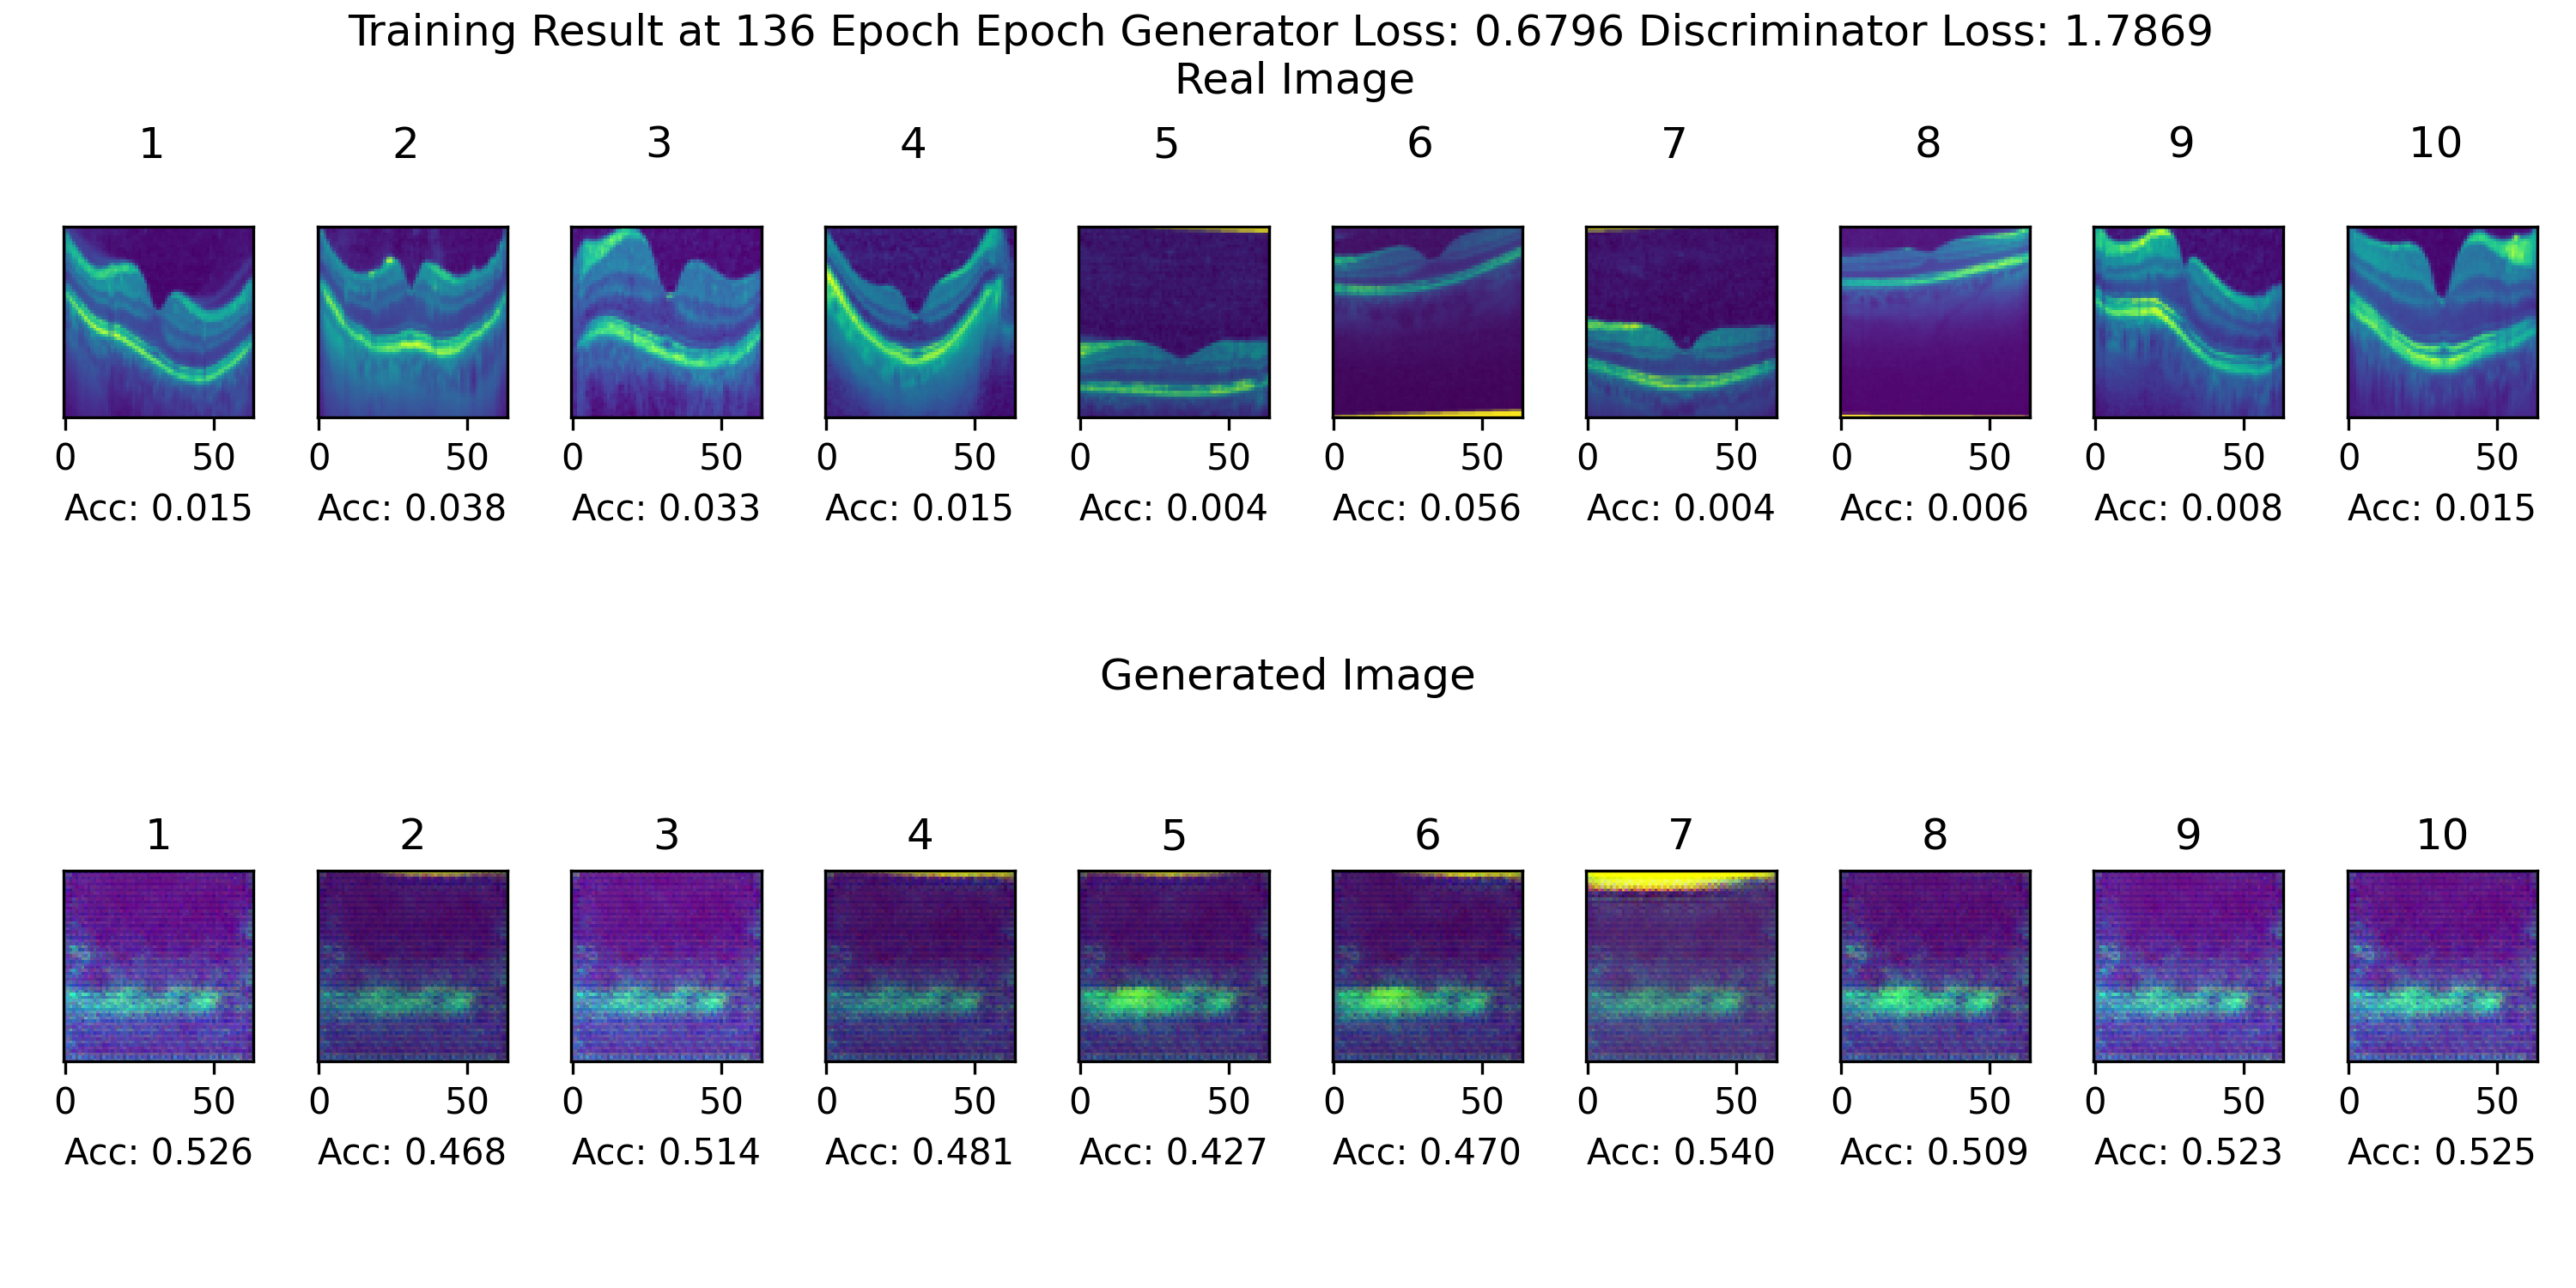 Training Result at 136 Epoch Epoch Generator Loss: 0.6796 Discriminator Loss: 1.7869
Real Image
1 2 3 4 5 6 7 8 9 10
0 50 0 50 0 50 0 50 0 50 0 50 0 50 0 50 0 50 0 50
Acc: 0.015 Acc: 0.038 Acc: 0.033 Acc: 0.015 Acc: 0.004 Acc: 0.056 Acc: 0.004 Acc: 0.006 Acc: 0.008 Acc: 0.015
Generated Image
1 2 3 4 5 6 7 8 9 10
0 50 0 50 0 50 0 50 0 50 0 50 0 50 0 50 0 50 0 50
Acc: 0.526 Acc: 0.468 Acc: 0.514 Acc: 0.481 Acc: 0.427 Acc: 0.470 Acc: 0.540 Acc: 0.509 Acc: 0.523 Acc: 0.525